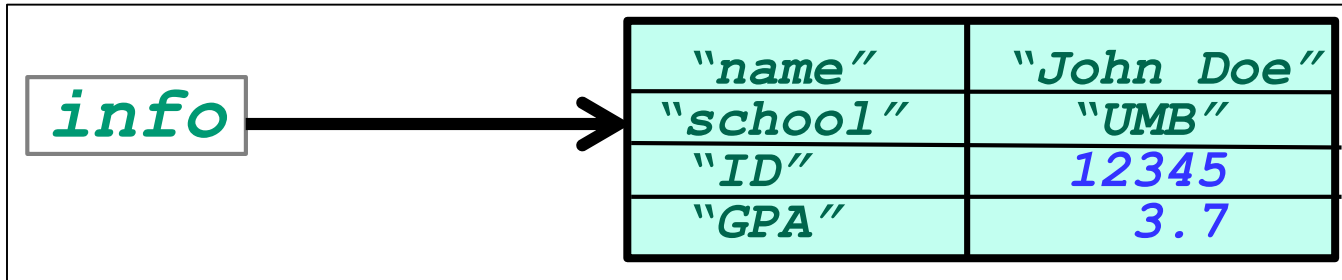 info
“name” “John Doe”
“school” “UMB”
“ID” 12345
“GPA” 3.7